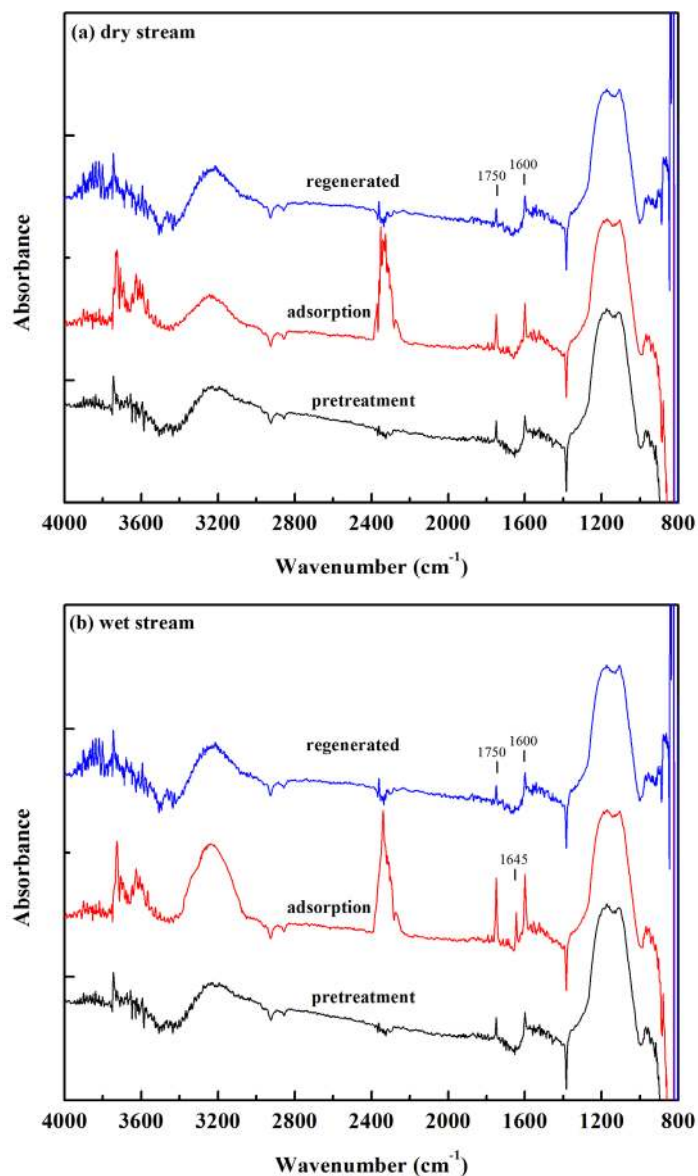 (a) dry stream
1600
1750
regenerated
adsorption
pretreatment
Absorbance
4000 3600 3200 2800 2400 2000 1600 1200 800
Wavenumber (cm-1)
(b) wet stream
1600
1750
regenerated
1645
adsorption
pretreatment
Absorbance
4000 3600 3200 2800 2400 2000 1600 1200 800
Wavenumber (cm-1)